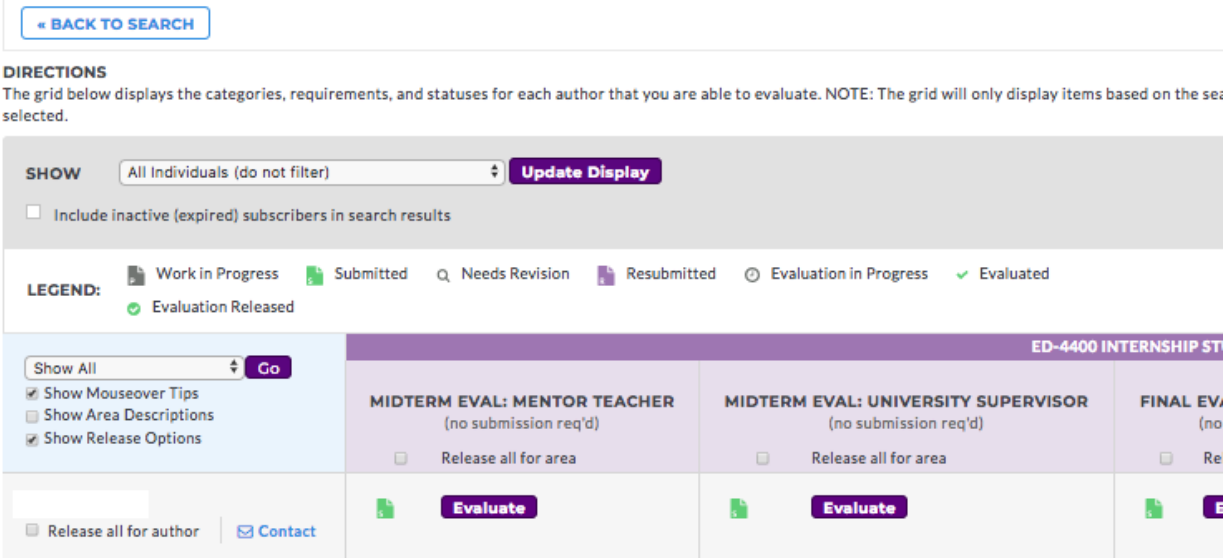 « BACK TO SEARCH
DIRECTIONS
The grid below displays the categories, requirements, and statuses for each author that you are able to evaluate. NOTE: The grid will only display items based on the
selected.
SHOW All Individuals (do not filter) Update Display
Include inactive (expired) subscribers in search results
LEGEND: Work in Progress Submitted Needs Revision Resubmitted Evaluation in Progress Evaluated
Evaluation Released
Show All Go
Show Mouseover Tips
Show Area Descriptions
Show Release Options
ED-4400 INTERNSHIP
MIDTERM EVAL: MENTOR TEACHER
(no submission req'd)
Release all for area
MIDTERM EVAL: UNIVERSITY SUPERVISOR
(no submission req'd)
Release all for area
FINAL
(no
Release all for author Contact
Evaluate
Evaluate